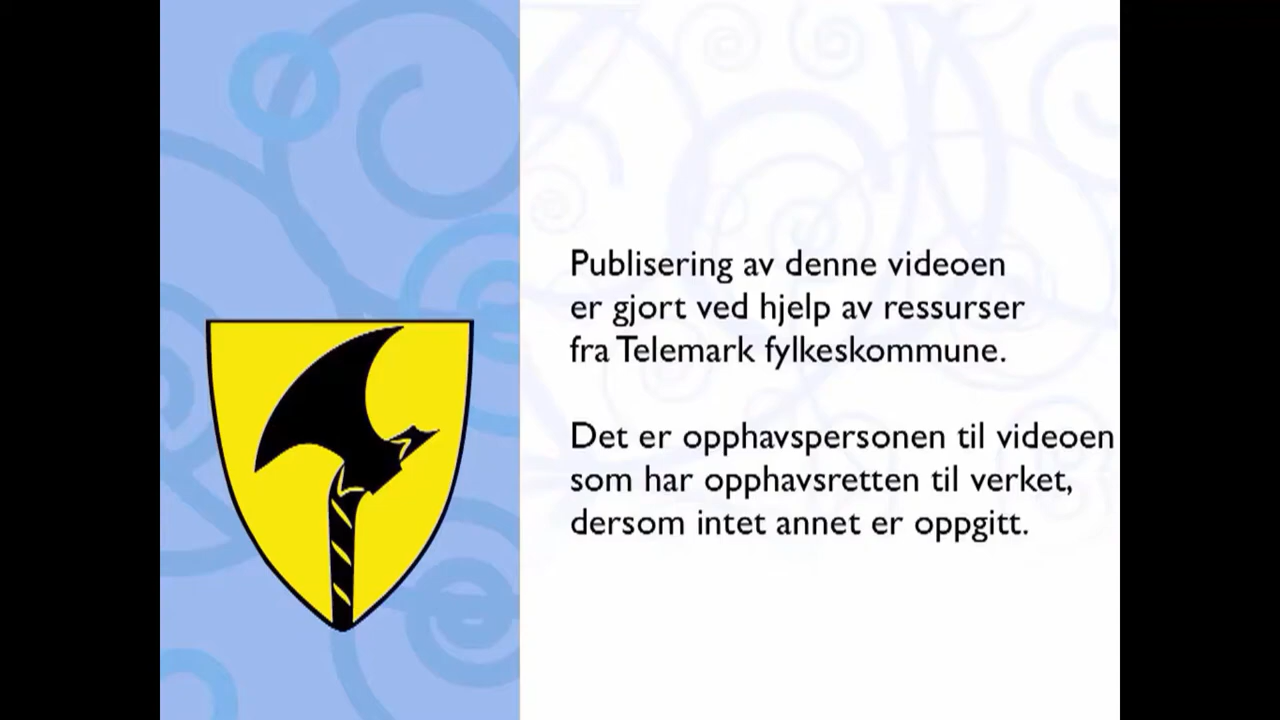 Publisering av denne videoen
er gjort ved hjelp av ressurser
fra Telemark fylkeskommune.
Det er opphavspersonen til videoen
som har opphavsretten til verket,
dersom intet annet er oppgitt.